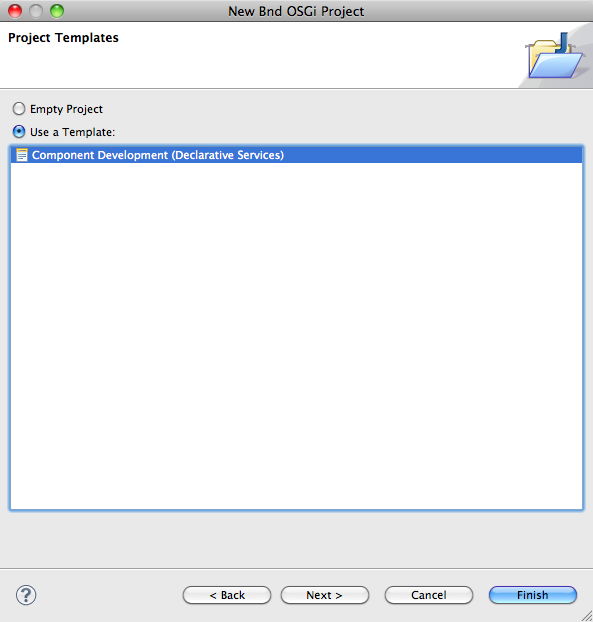 New Bnd OSGi Project
Project Templates
Empty Project
Use a Template:
Component Development (Declarative Services)
?
< Back
Next >
Cancel
Finish